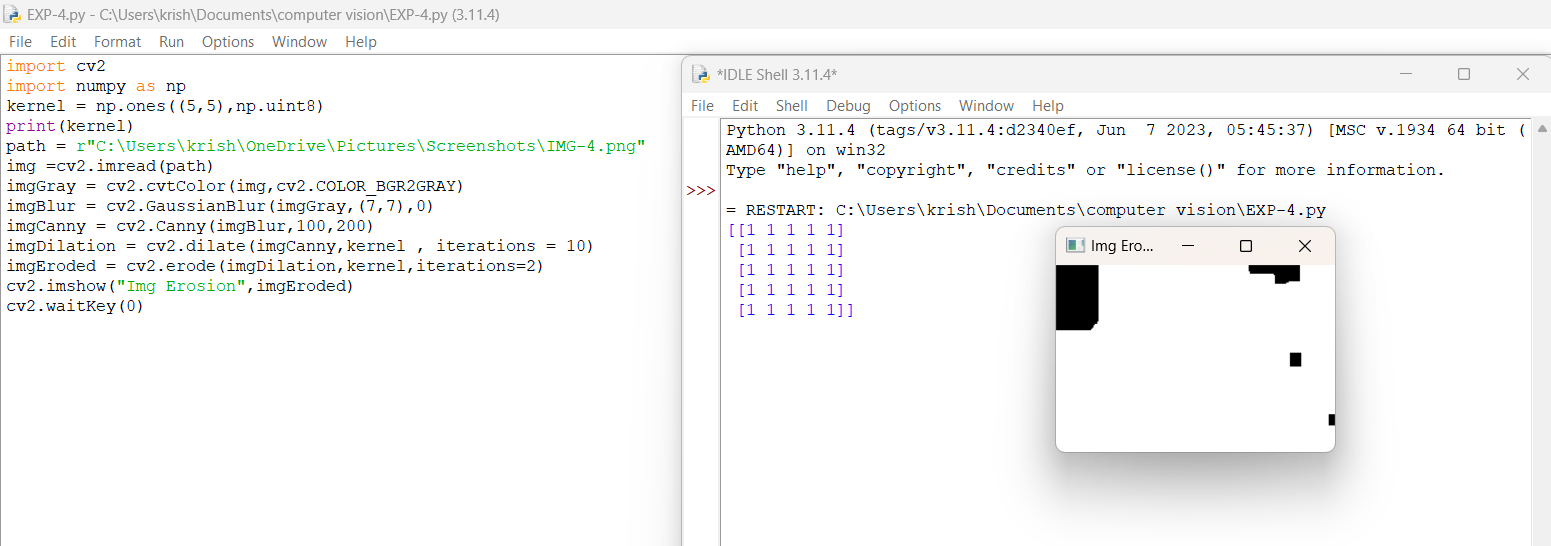 EXP-4.py - C:\Users\krish\Documents\computer vision\EXP-4.py (3.11.4)
File Edit Format Run Options Window Help
import cv2
import numpy as np
kernel = np.ones((5,5),np.uint8)
print(kernel)
path = r"C:\Users\krish\OneDrive\Pictures\Screenshots\IMG-4.png"
img =cv2.imread(path)
imgGray = cv2.cvtColor(img,cv2.COLOR_BGR2GRAY)
imgBlur = cv2.GaussianBlur(imgGray,(7,7),0)
imgCanny = cv2.Canny(imgBlur,100,200)
imgDilation = cv2.dilate(imgCanny,kernel , iterations = 10)
imgEroded = cv2.erode(imgDilation,kernel,iterations=2)
cv2.imshow("Img Erosion",imgEroded)
cv2.waitKey(0)
*IDLE Shell 3.11.4*
File Edit Shell Debug Options Window Help
Python 3.11.4 (tags/v3.11.4:d2340ef, Jun  7 2023, 05:45:37) [MSC v.1934 64 bit (
AMD64)] on win32
Type "help", "copyright", "credits" or "license()" for more information.
>>>
= RESTART: C:\Users\krish\Documents\computer vision\EXP-4.py
[[1 1 1 1 1]
 [1 1 1 1 1]
 [1 1 1 1 1]
 [1 1 1 1 1]
 [1 1 1 1 1]]
Img Ero...